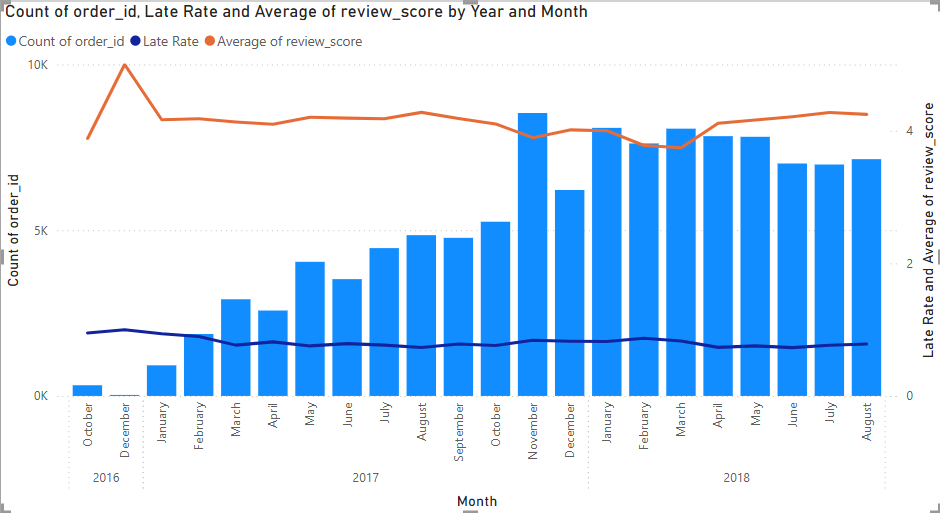 Count of order_id, Late Rate and Average of review_score by Year and Month
Count of order_id Late Rate Average of review_score
10K
5K
0K
Count of order_id
4
2
0
Late Rate and Average of review_score
October
December
January
February
March
April
May
June
July
August
September
October
November
December
January
February
March
April
May
June
July
August
2016 2017 2018
Month